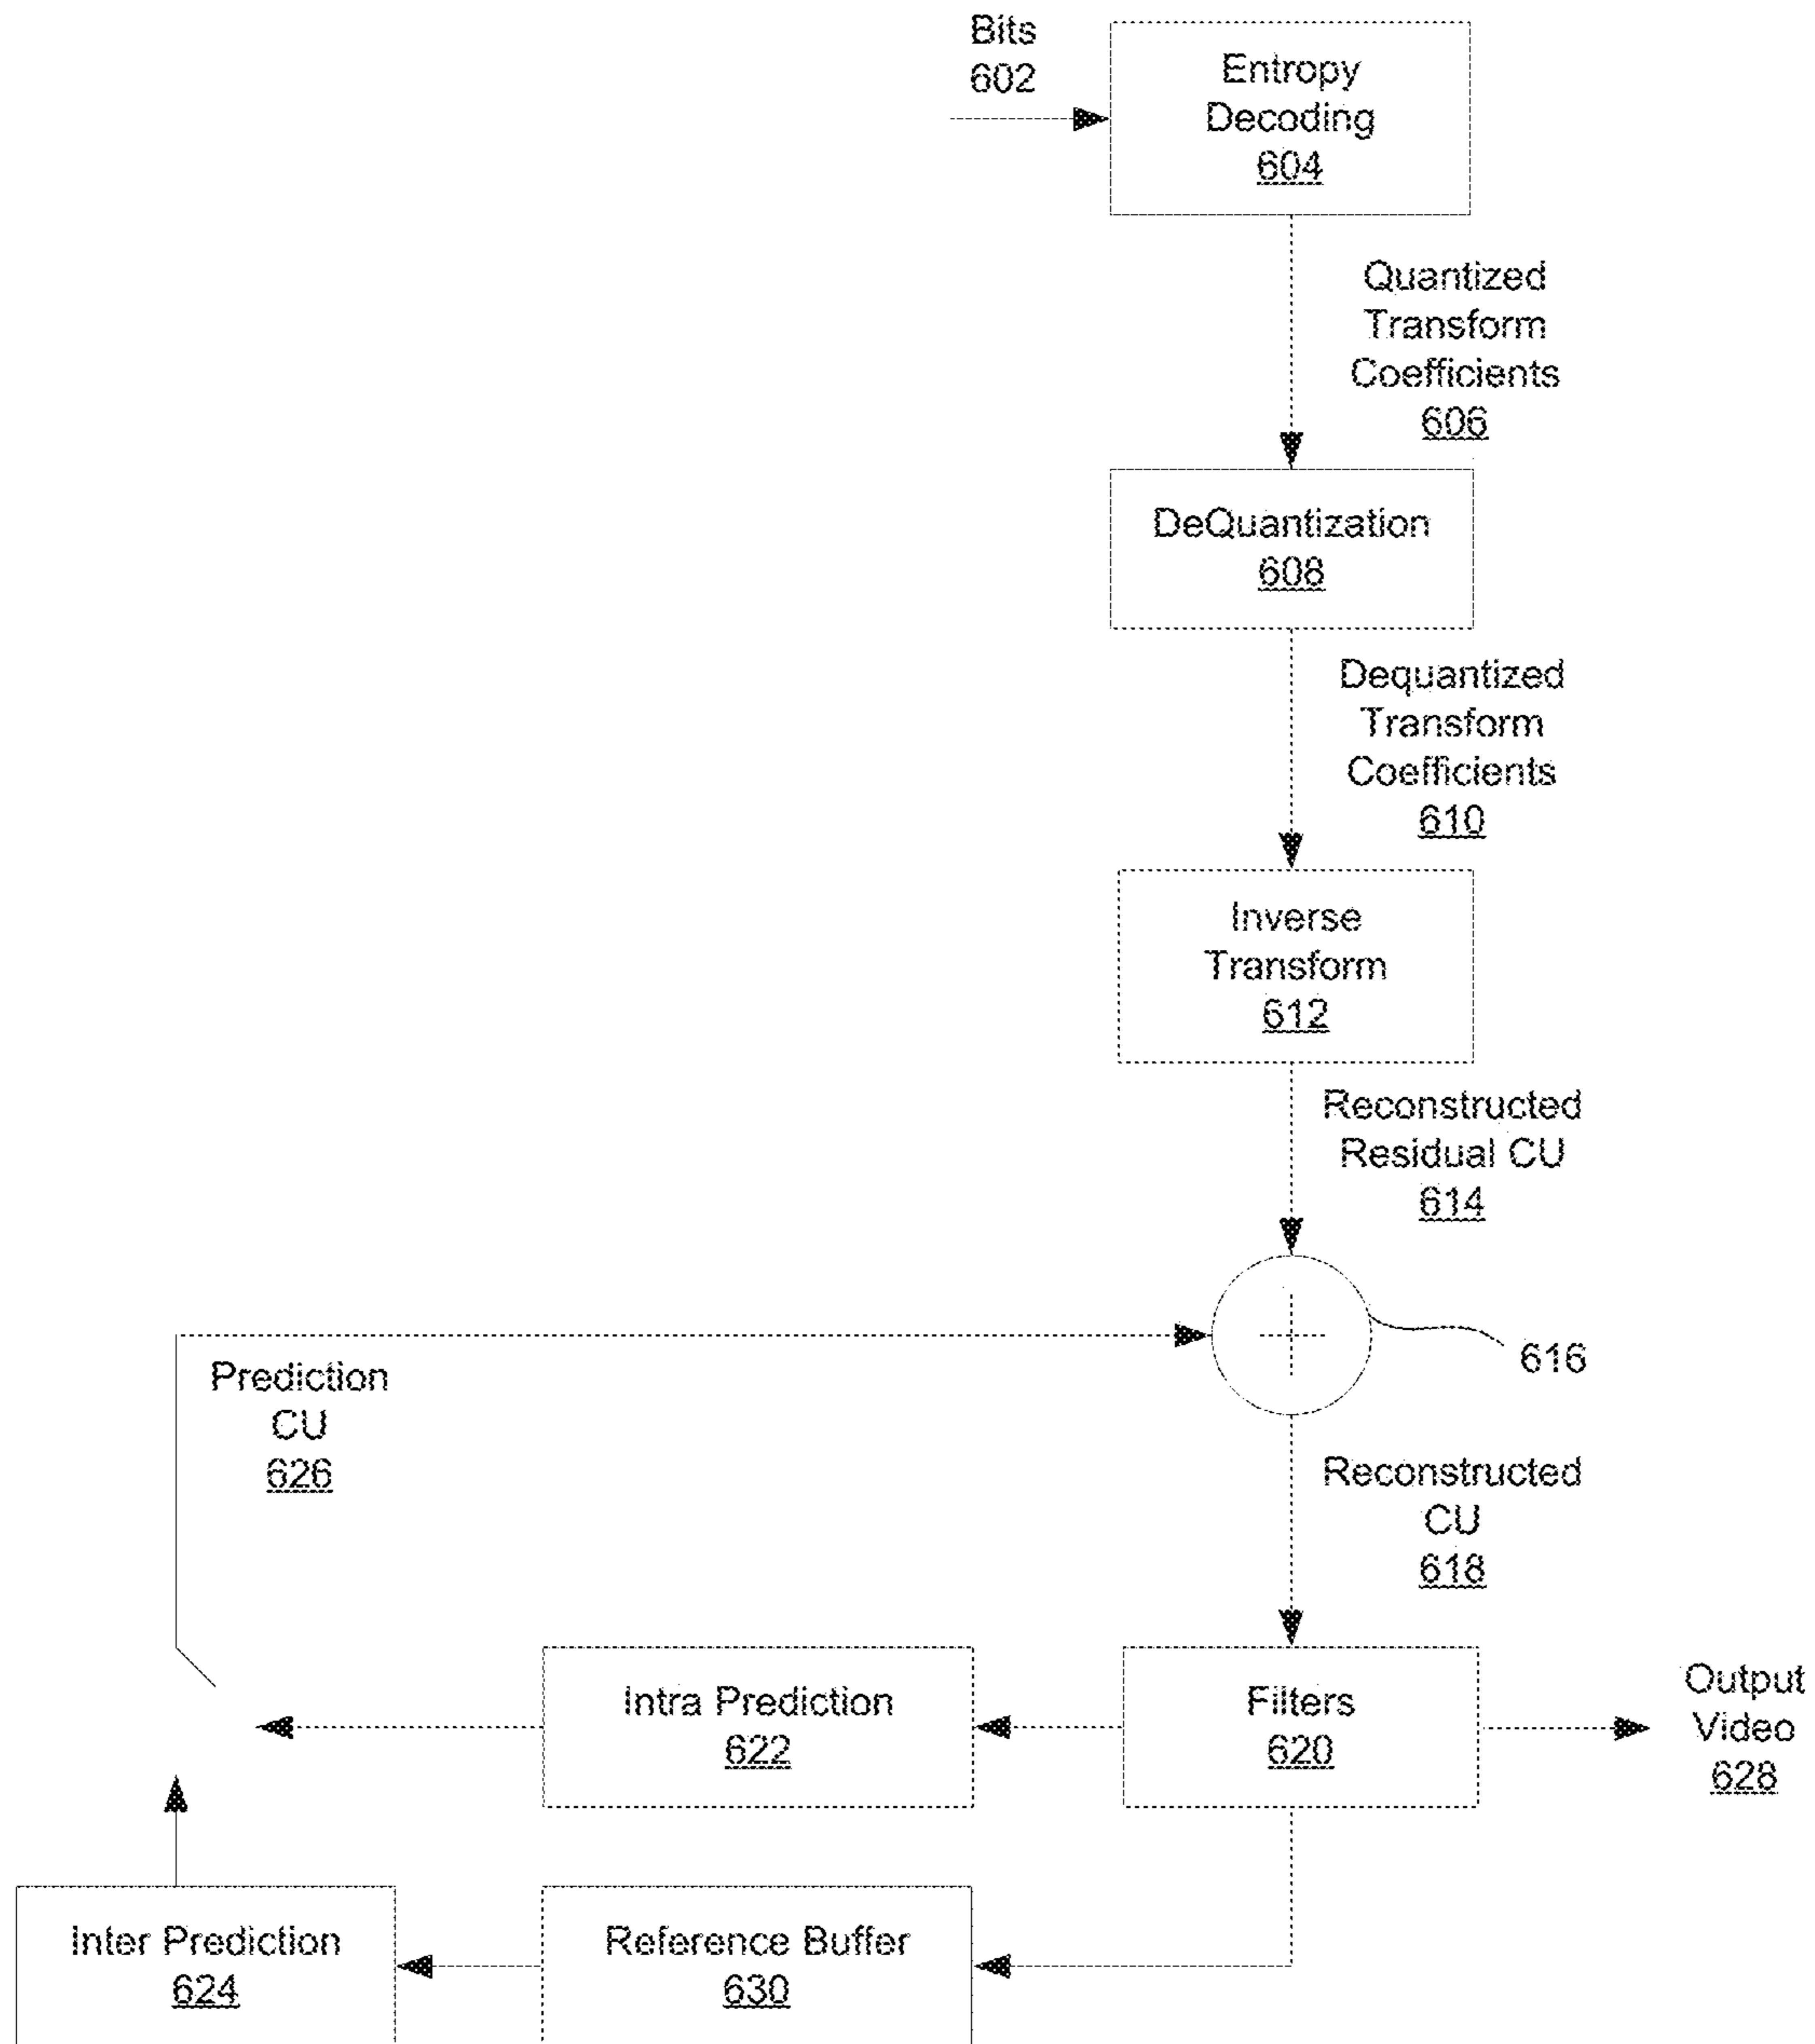 Bits
602
Entropy
Decoding
604
Quantized
Transform
Coefficients
606
DeQuantization
608
Dequantized
Transform
Coefficients
610
Inverse
Transform
612
Reconstructed
Residual CU
614
616
Prediction
CU
626
Reconstructed
CU
618
Intra Prediction
622
Filters
620
Output
Video
628
Inter Prediction
624
Reference Buffer
630